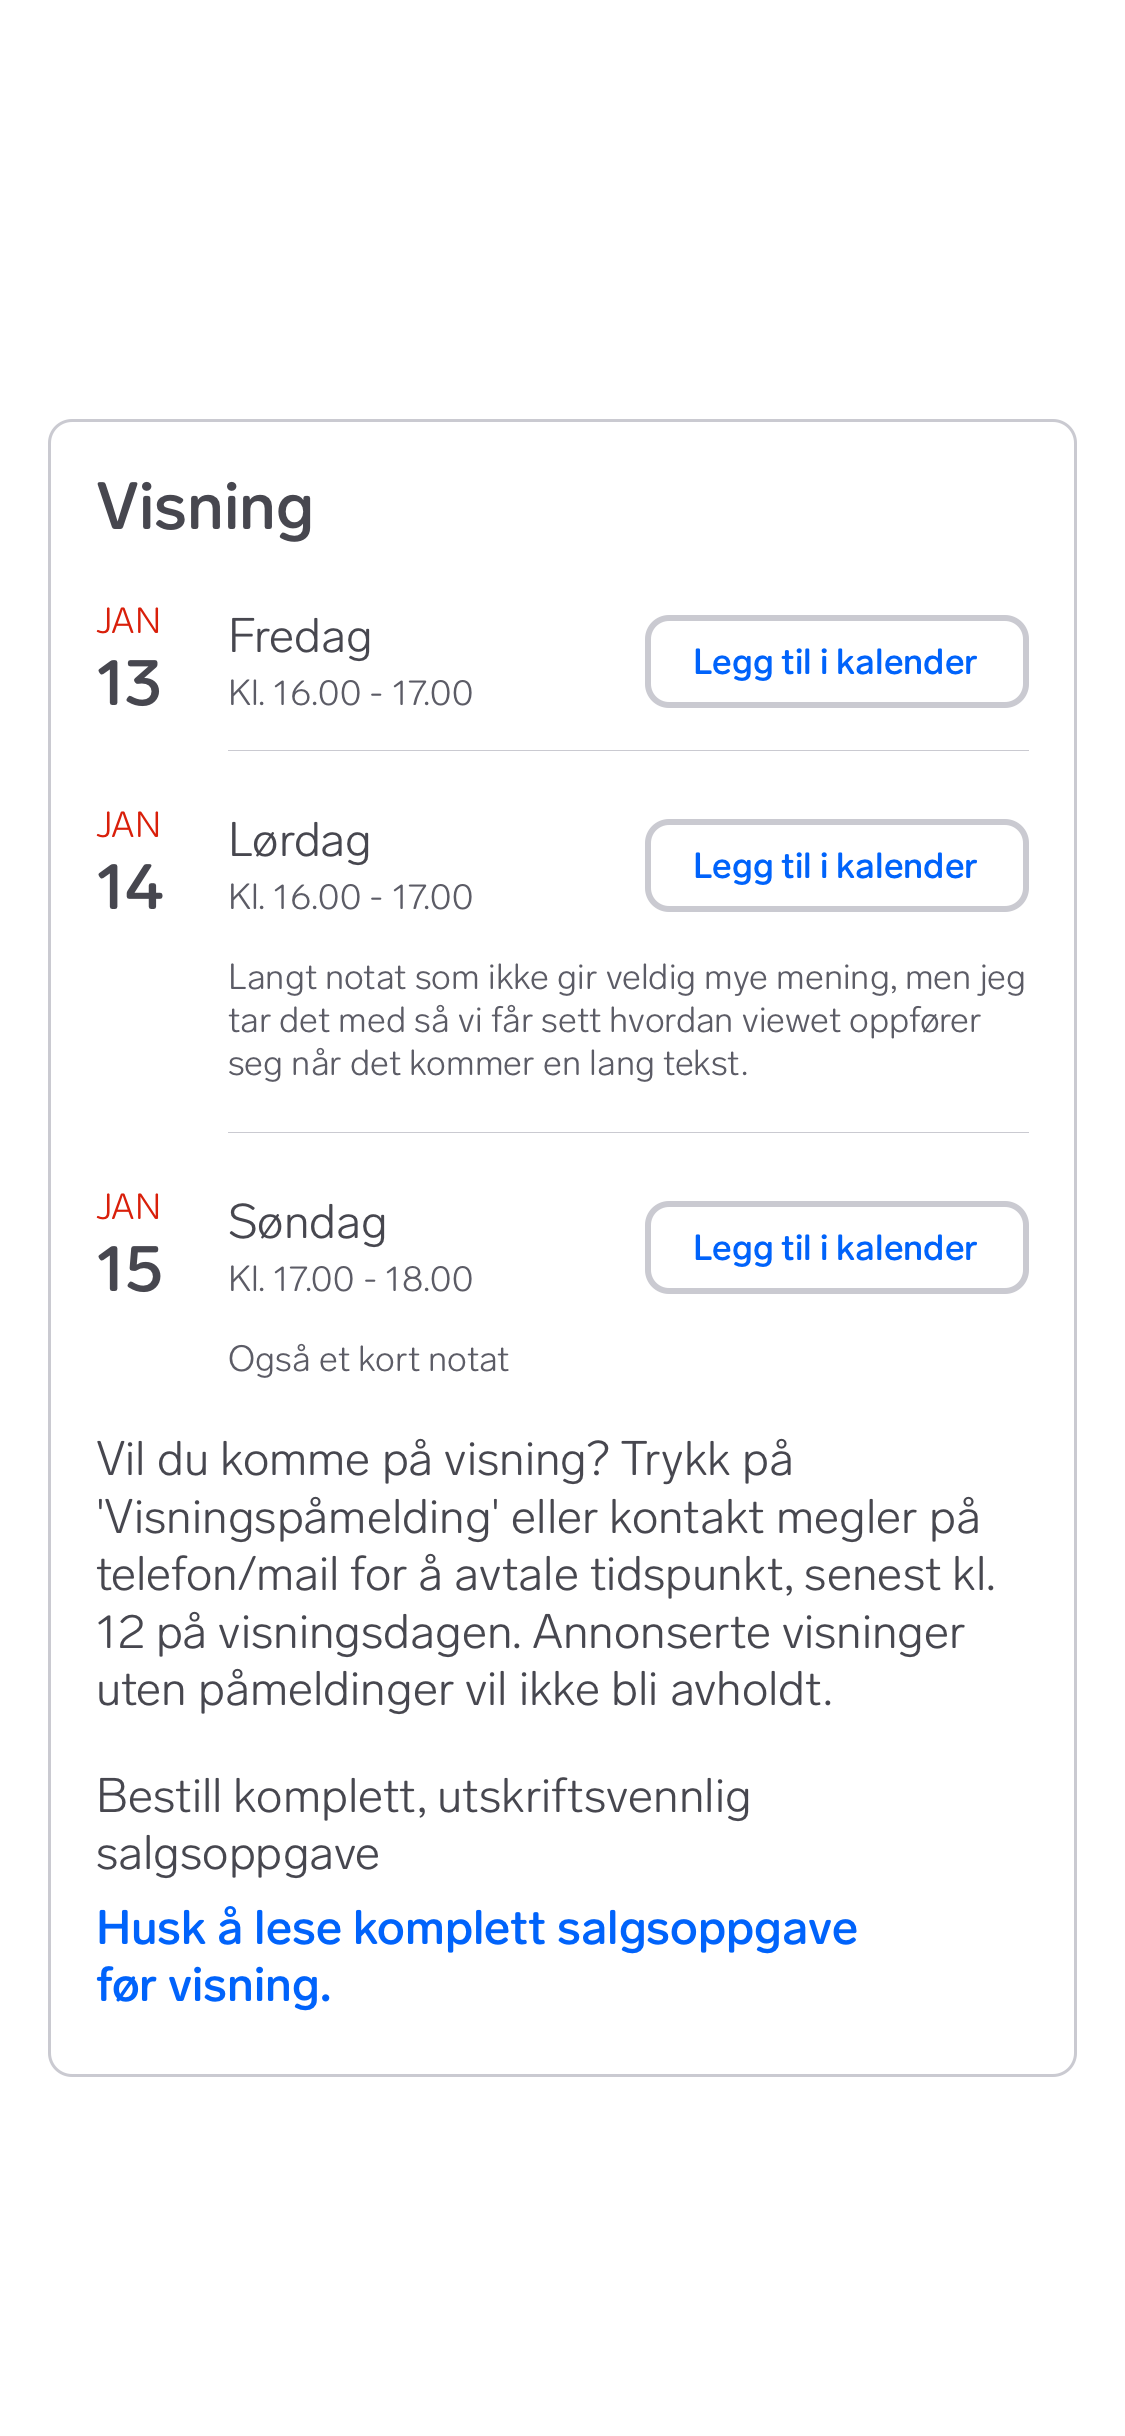 Visning
JAN
13
Fredag
Kl. 16.00 - 17.00
Legg til i kalender
JAN
14
Lørdag
Kl. 16.00 - 17.00
Legg til i kalender
Langt notat som ikke gir veldig mye mening, men jeg
tar det med så vi får sett hvordan viewet oppfører
seg når det kommer en lang tekst.
JAN
15
Søndag
Kl. 17.00 - 18.00
Legg til i kalender
Også et kort notat
Vil du komme på visning? Trykk på
'Visningspåmelding' eller kontakt megler på
telefon/mail for å avtale tidspunkt, senest kl.
12 på visningsdagen. Annonserte visninger
uten påmeldinger vil ikke bli avholdt.
Bestill komplett, utskriftsvennlig
salgsoppgave
Husk å lese komplett salgsoppgave
før visning.